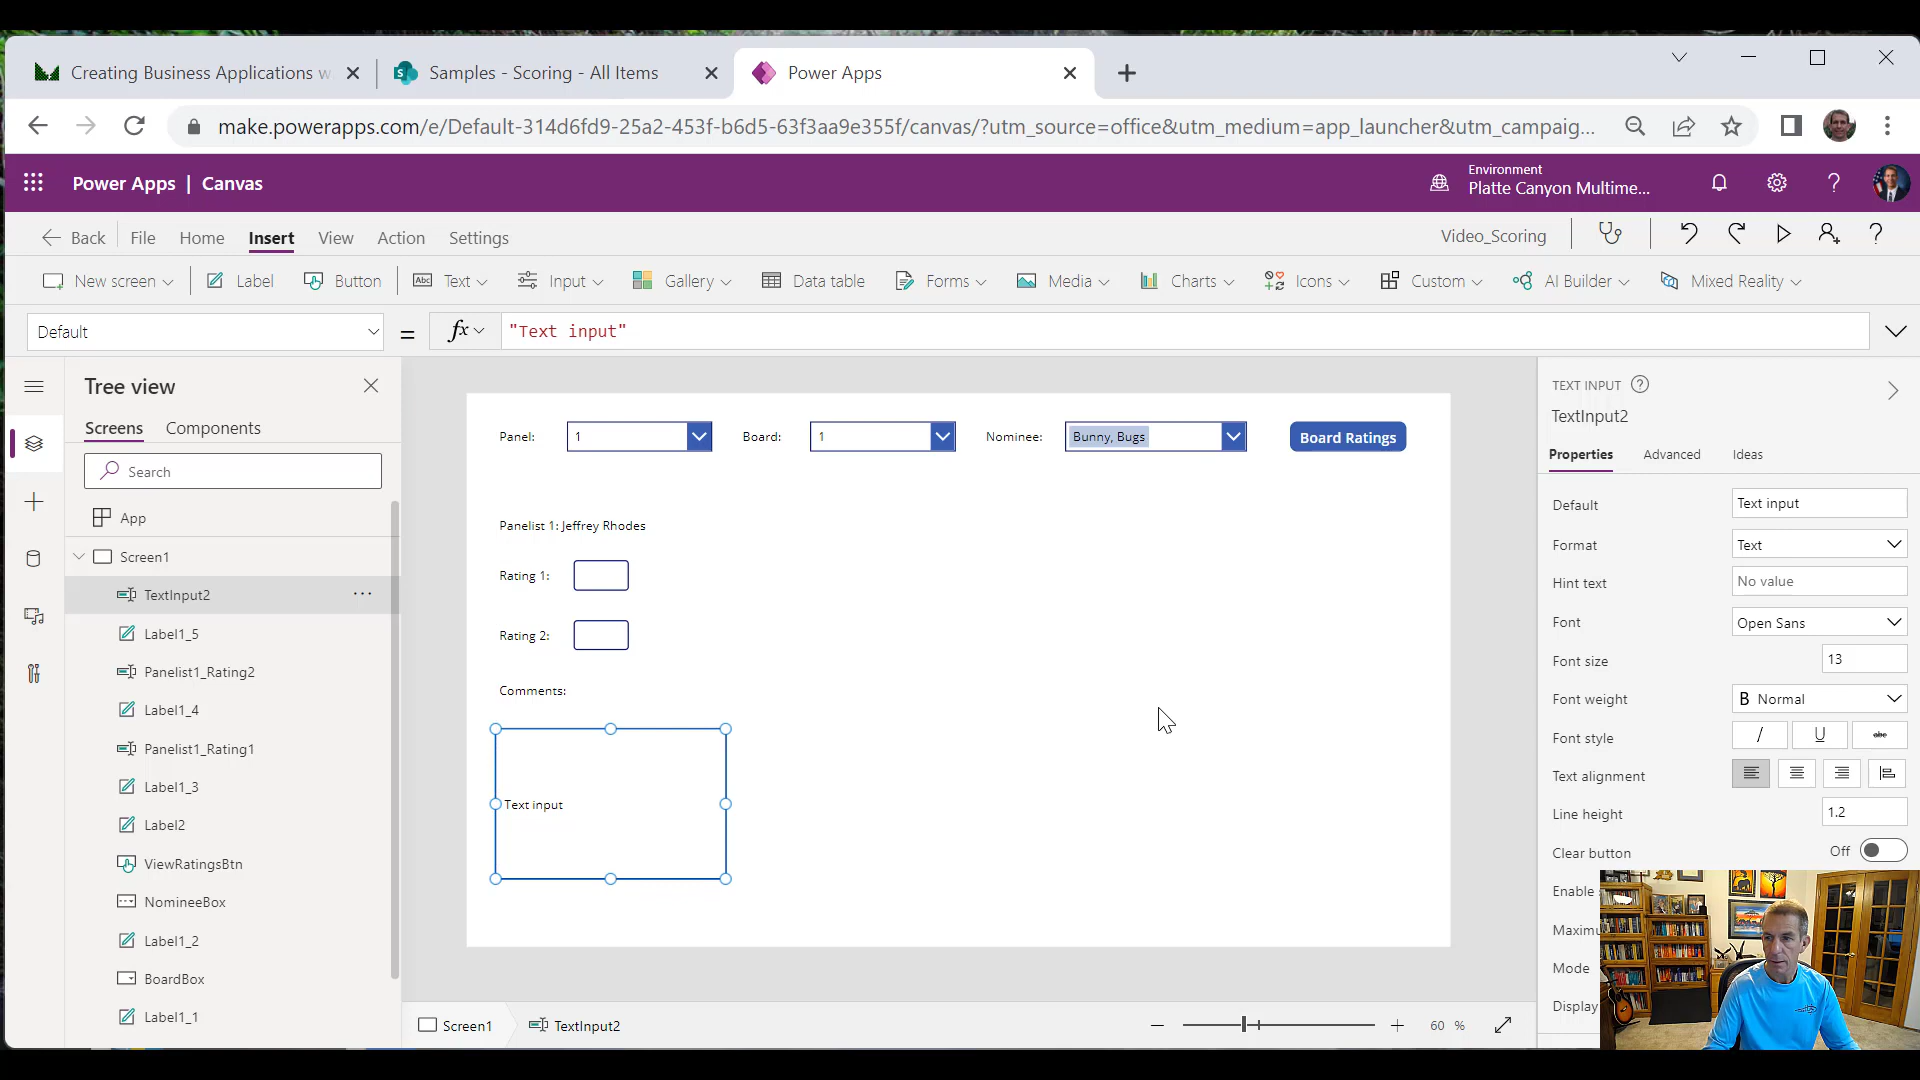 Creating Business Applications w
Samples - Scoring - All Items
Power Apps
make.powerapps.com/e/Default-314d6fd9-25a2-453f-b6d5-63f3aa9e355f/canvas/?utm_source=office&utm_medium=app_launcher&utm_campaig...
Power Apps | Canvas
Environment
Platte Canyon Multime...
Back
File
Home
Insert
View
Action
Settings
Video_Scoring
New screen
Label
Button
Abc
Text
Input
Gallery
Data table
Forms
Media
Charts
Icons
Custom
AI Builder
Mixed Reality
Default
=
fx
"Text input"
Tree view
Screens
Components
Search
App
Screen1
TextInput2
Label1_5
Panelist1_Rating2
Label1_4
Panelist1_Rating1
Label1_3
Label2
ViewRatingsBtn
NomineeBox
Label1_2
BoardBox
Label1_1
Panel:
1
Board:
1
Nominee:
Bunny, Bugs
Board Ratings
Panelist 1: Jeffrey Rhodes
Rating 1:
Rating 2:
Comments:
Text input
Screen1
TextInput2
60 %
TEXT INPUT
TextInput2
Properties
Advanced
Ideas
Default
Text input
Format
Text
Hint text
No value
Font
Open Sans
Font size
13
Font weight
B Normal
Font style
/
U
abc
Text alignment
Line height
1.2
Clear button
Off
Enable
Maximu
Mode
Display